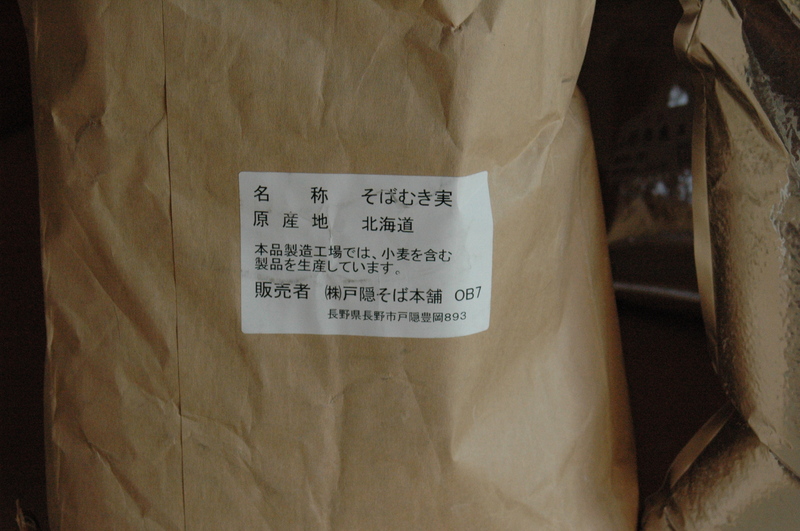 名 称 そばむき実
原 産 地 北海道
本品製造工場では、小麦を含む
製品を生産しています。
販売者 ㈱戸隠そば本舗 OB7
長野県長野市戸隠豊岡893